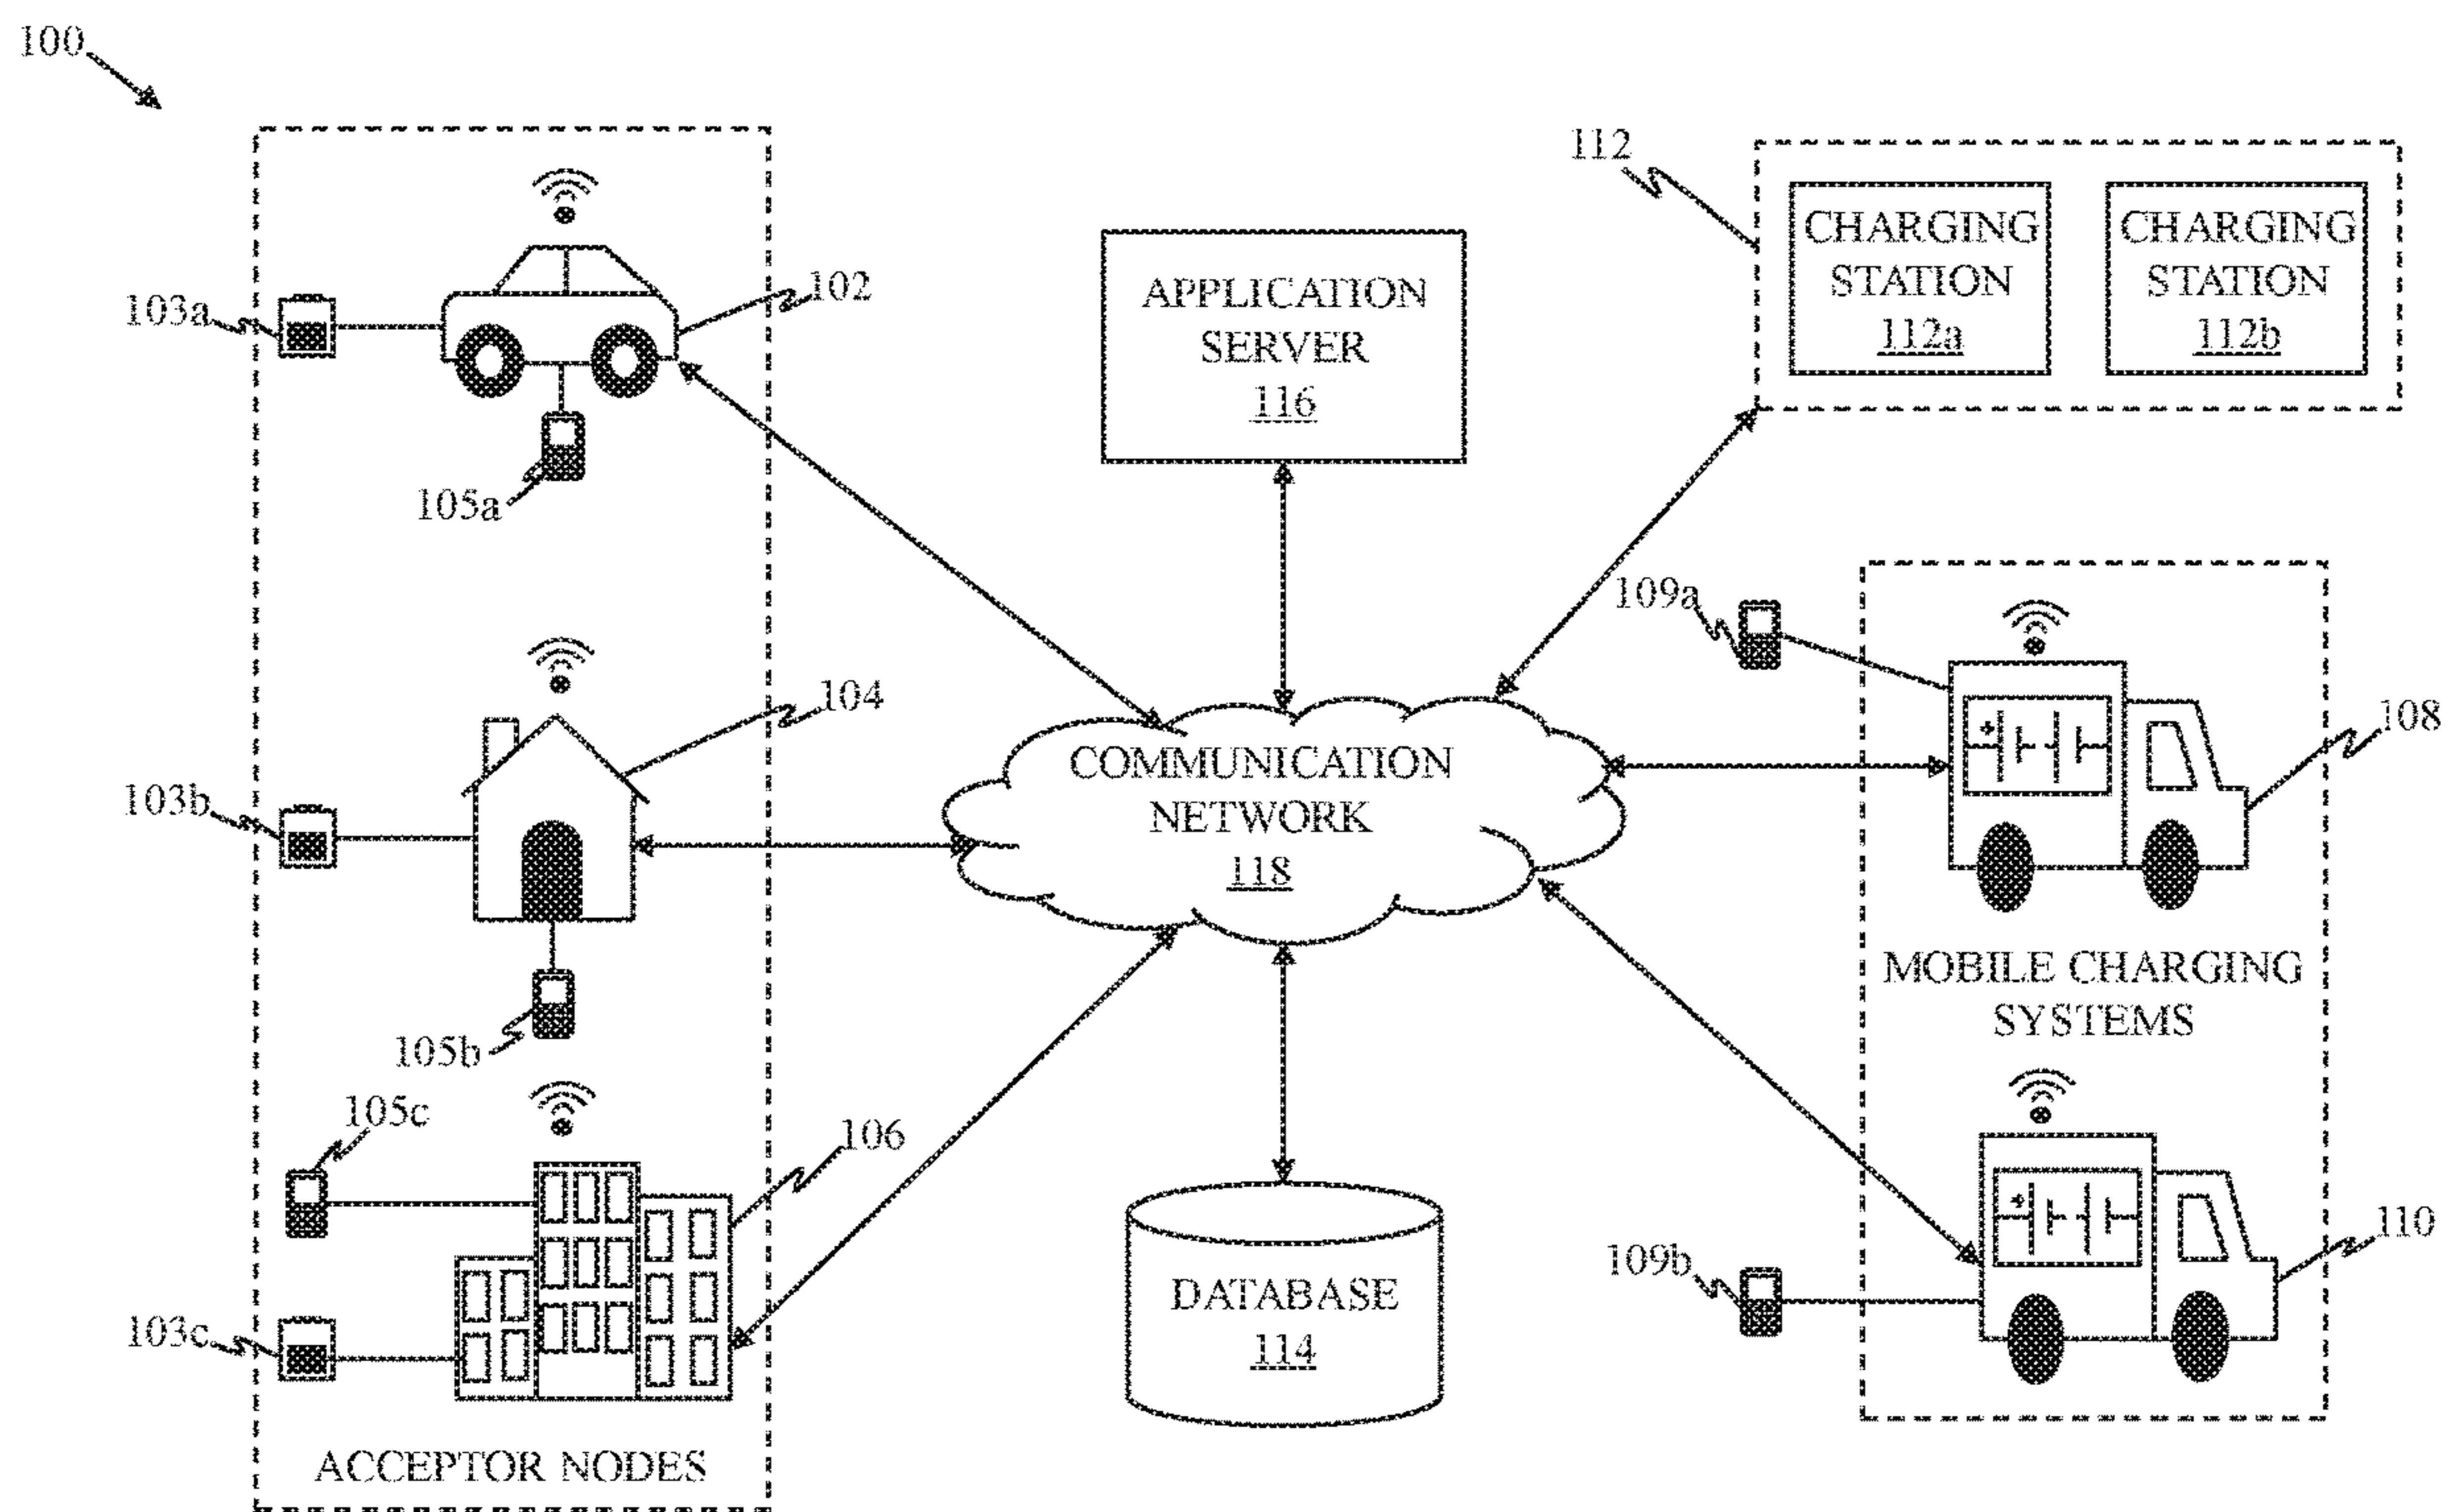 100
112
CHARGING
STATION
112a
CHARGING
STATION
112b
APPLICATION
SERVER
116
103a
102
105a
109a
104
108
COMMUNICATION
NETWORK
118
103b
MOBILE CHARGING
SYSTEMS
105b
105c
106
110
109b
DATABASE
114
103c
ACCEPTOR NODES